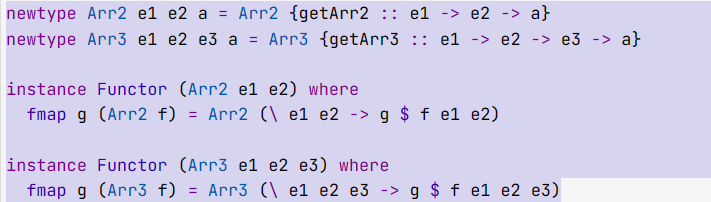 newtype Arr2 e1 e2 a = Arr2 {getArr2 :: e1 -> e2 -> a}
newtype Arr3 e1 e2 e3 a = Arr3 {getArr3 :: e1 -> e2 -> e3 -> a}
instance Functor (Arr2 e1 e2) where
  fmap g (Arr2 f) = Arr2 (\ e1 e2 -> g $ f e1 e2)
instance Functor (Arr3 e1 e2 e3) where
  fmap g (Arr3 f) = Arr3 (\ e1 e2 e3 -> g $ f e1 e2 e3)